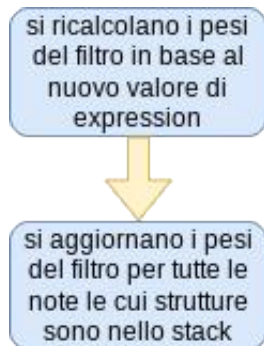 si ricalcolano i pesi
del filtro in base al
nuovo valore di
expression
si aggiornano i pesi
del filtro per tutte le
note le cui strutture
sono nello stack